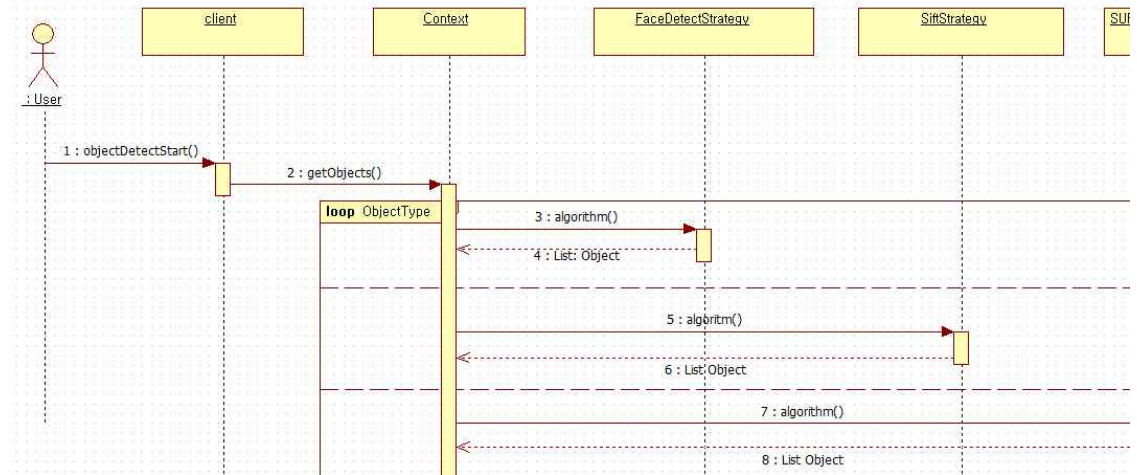 client
Context
FaceDetectStrategy
SiftStrategy
: User
1 : objectDetectStart()
2 : getObjects()
loop ObjectType
3 : algorithm()
4 : List: Object
5 : algoritm()
6 : List Object
7 : algorithm()
8 : List Object